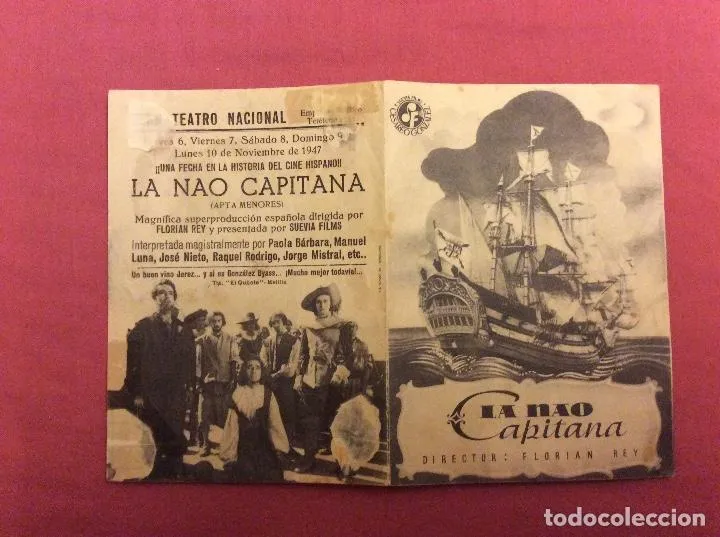 TEATRO NACIONAL
6, Viernes 7, Sábado 8, Domingo 9
Lunes 10 de Noviembre de 1947
¡¡UNA FECHA EN LA HISTORIA DEL CINE HISPANO!!
LA NAO CAPITANA
(APTA MENORES)
Magnífica superproducción española dirigida por
FLORIAN REY y presentada por SUEVIA FILMS
Interpretada magistralmente por Paola Bárbara, Manuel
Luna, José Nieto, Raquel Rodrigo, Jorge Mistral, etc..
Un buen vino Jerez... y si es González Byass... ¡Mucho mejor todavía!...
Tip. "El Quijote"-Melilla
LA NAO
Capitana
DIRECTOR: FLORIAN REY
todocoleccion